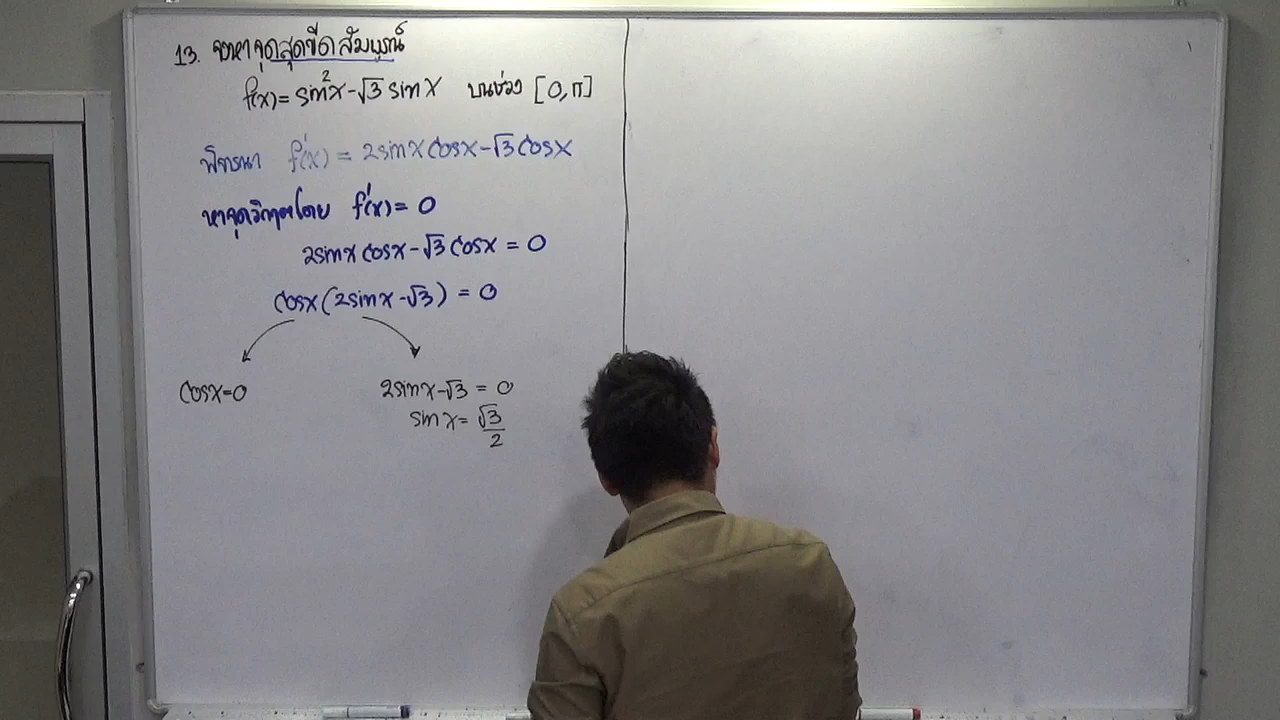 13. จงหาจุดสุดขีดสัมบูรณ์
f(x) = sin²x - √3 sin x บนช่วง [0, π]
พิจารณา f'(x) = 2sin x cos x - √3 cos x
หาจุดวิกฤตโดย f'(x) = 0
2sin x cos x - √3 cos x = 0
cos x (2sin x - √3) = 0
cos x = 0
2sin x - √3 = 0
sin x = √3/2